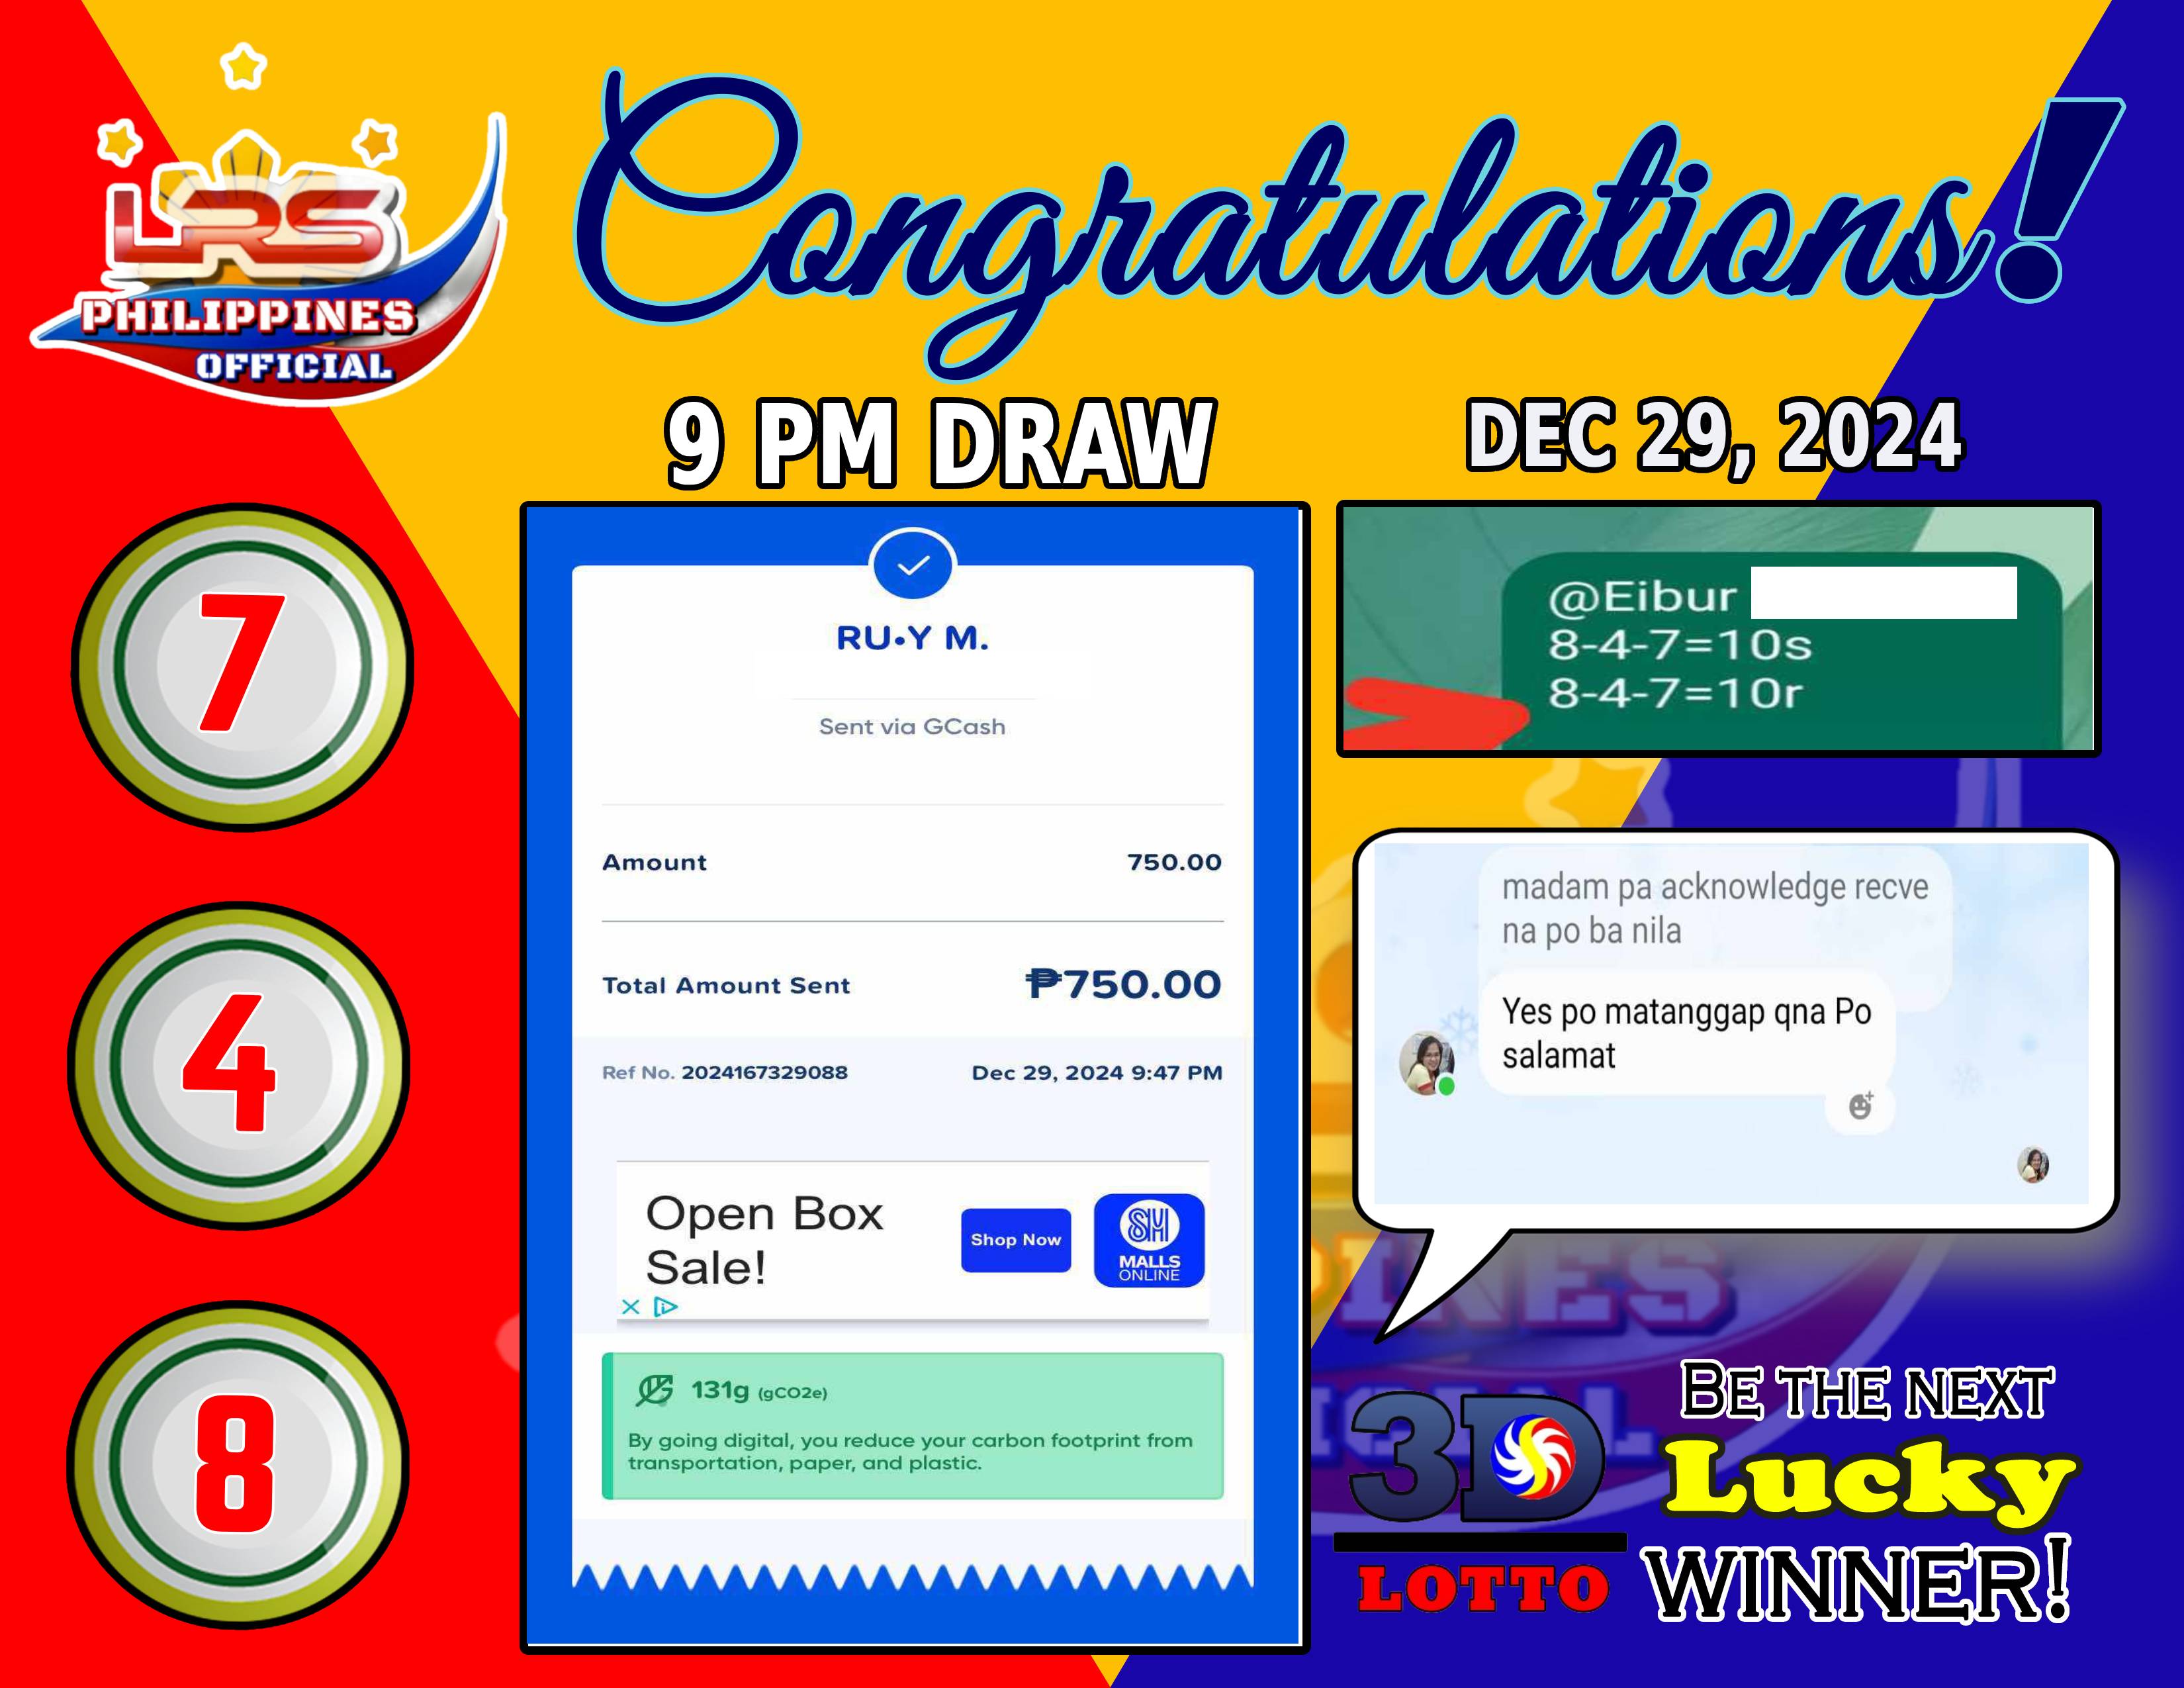 LRS
PHILIPPINES
OFFICIAL
Congratulations!
9 PM DRAW
DEC 29, 2024
7
4
8
RU•Y M.
Sent via GCash
Amount 750.00
Total Amount Sent ₱750.00
Ref No. 2024167329088 Dec 29, 2024 9:47 PM
Open Box
Sale!
Shop Now
SM
MALLS
ONLINE
131g (gCO2e)
By going digital, you reduce your carbon footprint from
transportation, paper, and plastic.
@Eibur
8-4-7=10s
8-4-7=10r
madam pa acknowledge recve
na po ba nila
Yes po matanggap qna Po
salamat
3D
LOTTO
BE THE NEXT
Lucky
WINNER!